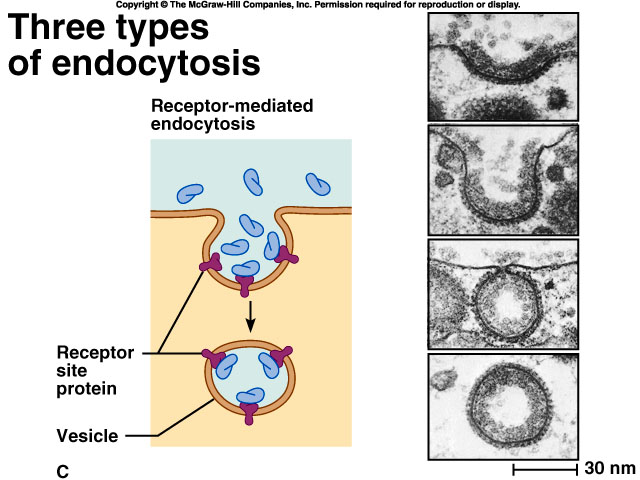 Copyright © The McGraw-Hill Companies, Inc. Permission required for reproduction or display.
Three types
of endocytosis
Receptor-mediated
endocytosis
Receptor
site
protein
Vesicle
C
30 nm